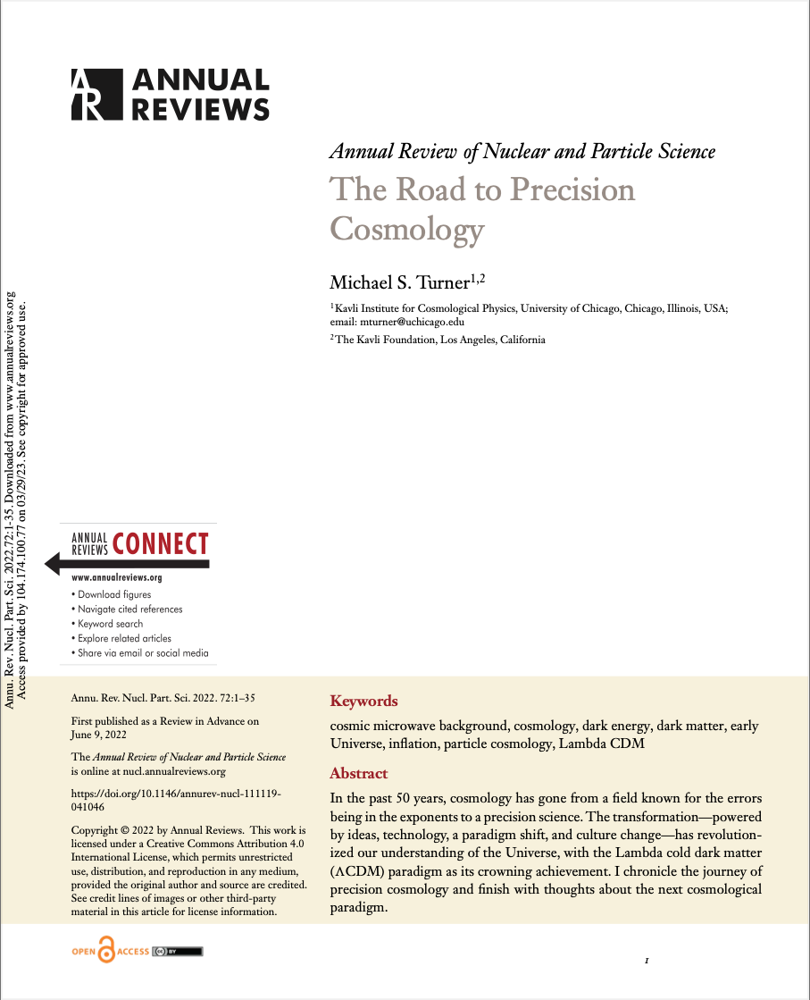 ANNUAL
REVIEWS
Annual Review of Nuclear and Particle Science
The Road to Precision
Cosmology
Michael S. Turner1,2
1Kavli Institute for Cosmological Physics, University of Chicago, Chicago, Illinois, USA;
email: mturner@uchicago.edu
2The Kavli Foundation, Los Angeles, California
Annu. Rev. Nucl. Part. Sci. 2022.72:1-35. Downloaded from www.annualreviews.org
Access provided by 104.174.100.77 on 03/29/23. See copyright for approved use.
ANNUAL
REVIEWS CONNECT
www.annualreviews.org
• Download figures
• Navigate cited references
• Keyword search
• Explore related articles
• Share via email or social media
Annu. Rev. Nucl. Part. Sci. 2022. 72:1–35
First published as a Review in Advance on
June 9, 2022
The Annual Review of Nuclear and Particle Science
is online at nucl.annualreviews.org
https://doi.org/10.1146/annurev-nucl-111119-
041046
Copyright © 2022 by Annual Reviews. This work is
licensed under a Creative Commons Attribution 4.0
International License, which permits unrestricted
use, distribution, and reproduction in any medium,
provided the original author and source are credited.
See credit lines of images or other third-party
material in this article for license information.
Keywords
cosmic microwave background, cosmology, dark energy, dark matter, early
Universe, inflation, particle cosmology, Lambda CDM
Abstract
In the past 50 years, cosmology has gone from a field known for the errors
being in the exponents to a precision science. The transformation—powered
by ideas, technology, a paradigm shift, and culture change—has revolution-
ized our understanding of the Universe, with the Lambda cold dark matter
(ΛCDM) paradigm as its crowning achievement. I chronicle the journey of
precision cosmology and finish with thoughts about the next cosmological
paradigm.
OPEN ACCESS cc BY
1